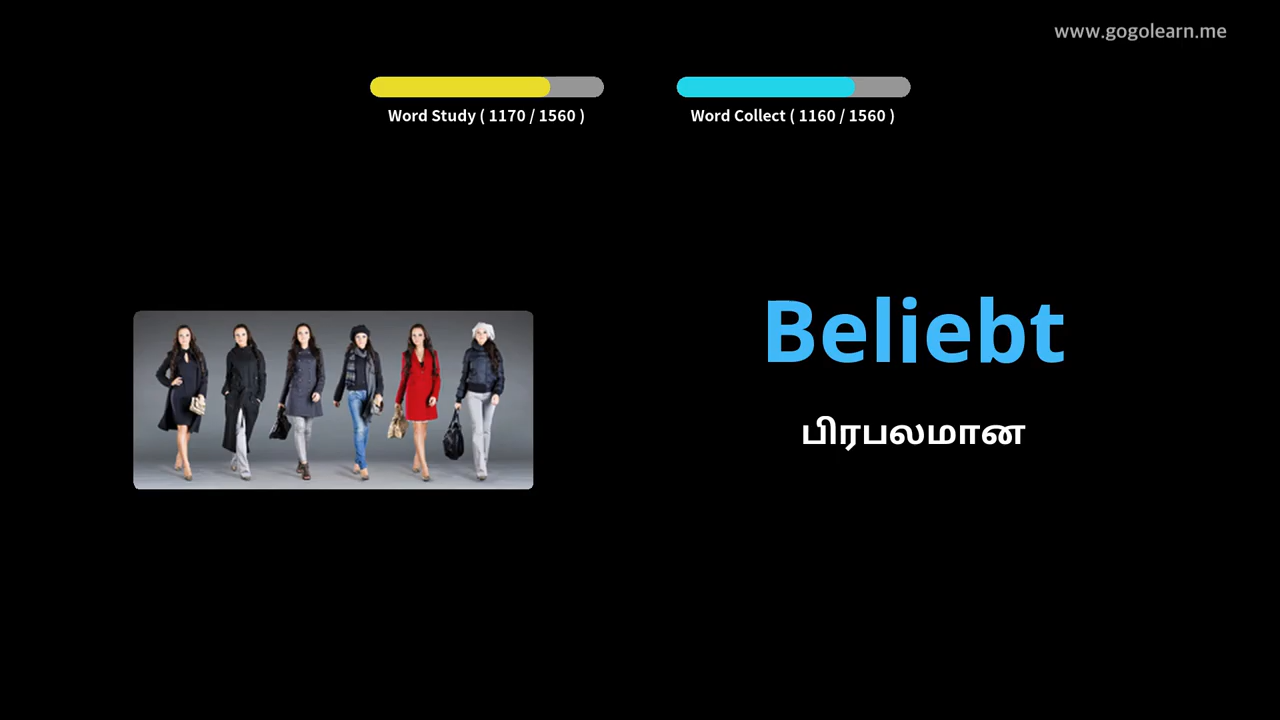 www.gogolearn.me
Word Study ( 1170 / 1560 )
Word Collect ( 1160 / 1560 )
Beliebt
பிரபலமான